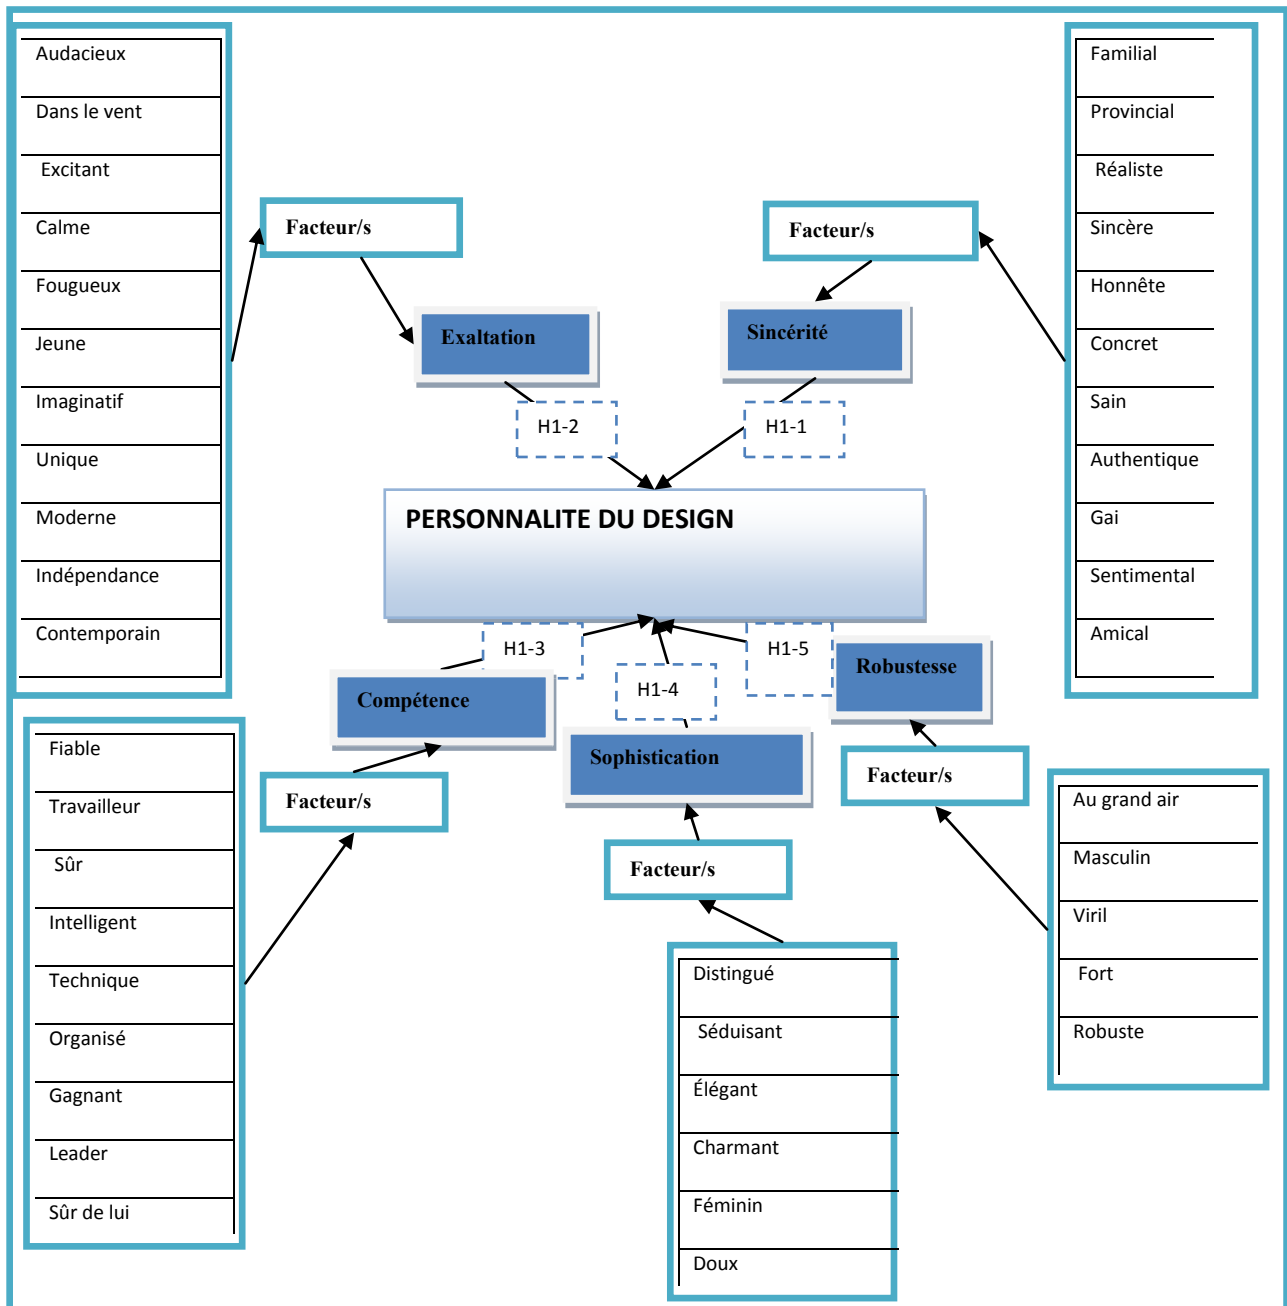 Audacieux
Dans le vent
Excitant
Calme
Fougueux
Jeune
Imaginatif
Unique
Moderne
Indépendance
Contemporain
Facteur/s
Exaltation
H1-2
Familial
Provincial
Réaliste
Sincère
Honnête
Concret
Sain
Authentique
Gai
Sentimental
Amical
Facteur/s
Sincérité
H1-1
PERSONNALITE DU DESIGN
H1-3
H1-4
H1-5
Compétence
Sophistication
Robustesse
Facteur/s
Facteur/s
Facteur/s
Fiable
Travailleur
Sûr
Intelligent
Technique
Organisé
Gagnant
Leader
Sûr de lui
Distingué
Séduisant
Élégant
Charmant
Féminin
Doux
Au grand air
Masculin
Viril
Fort
Robuste